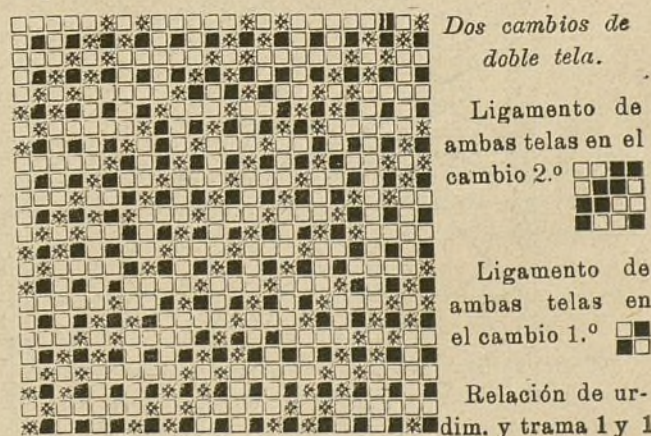 Dos cambios de
doble tela.
Ligamento de
ambas telas en el
cambio 2.º
Ligamento de
ambas telas en
el cambio 1.º
Relación de ur-
dim. y trama 1 y 1